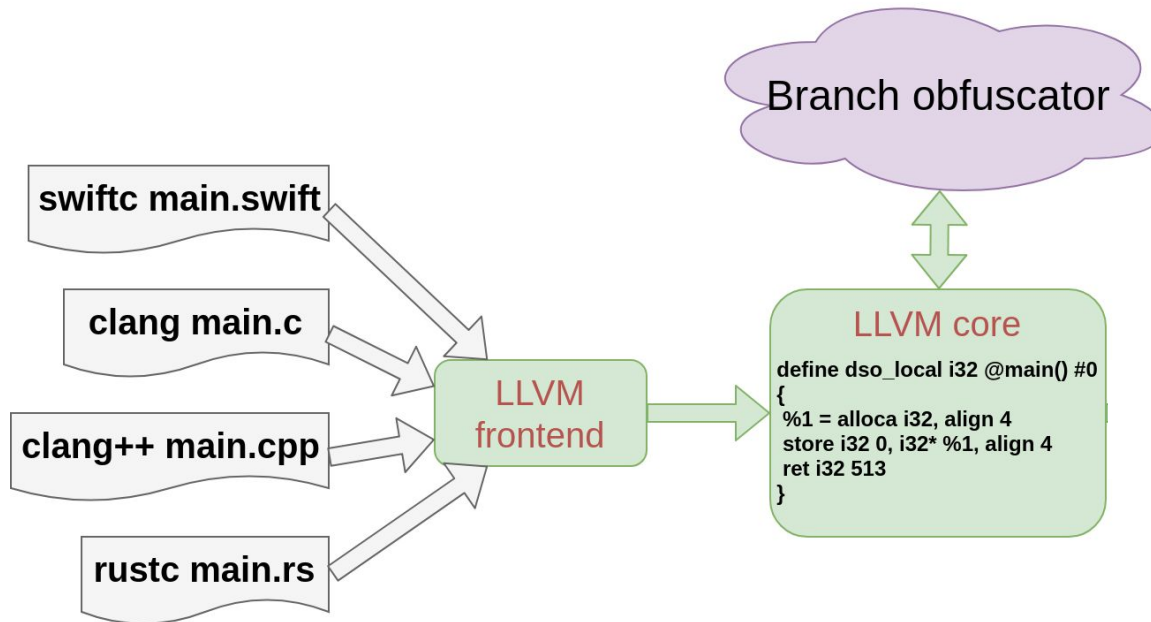 Branch obfuscator
swiftc main.swift
clang main.c
clang++ main.cpp
rustc main.rs
LLVM
frontend
LLVM core
define dso_local i32 @main() #0
{
%1 = alloca i32, align 4
store i32 0, i32* %1, align 4
ret i32 513
}